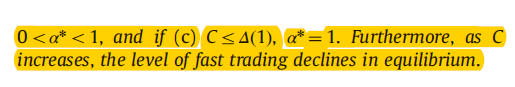 0 < α* < 1, and if (c) C ≤ Δ(1), α* = 1. Furthermore, as C
increases, the level of fast trading declines in equilibrium.